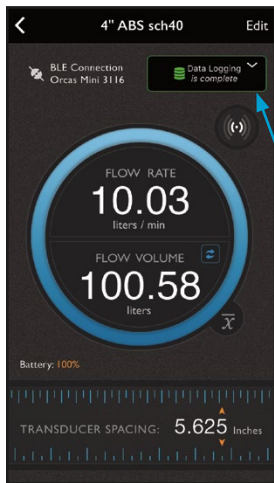 4" ABS sch40 Edit
BLE Connection
Orcas Mini 3116
Data Logging
is complete
FLOW RATE
10.03
liters / min
FLOW VOLUME
100.58
liters
x̅
Battery: 100%
TRANSDUCER SPACING: 5.625 Inches